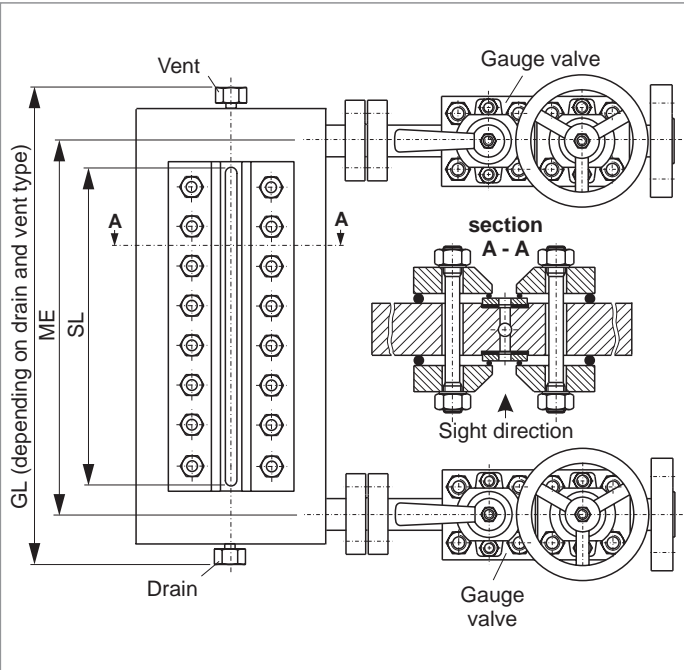 Vent
Gauge valve
GL (depending on drain and vent type)
ME
SL
A
A
section
A - A
Sight direction
Drain
Gauge
valve